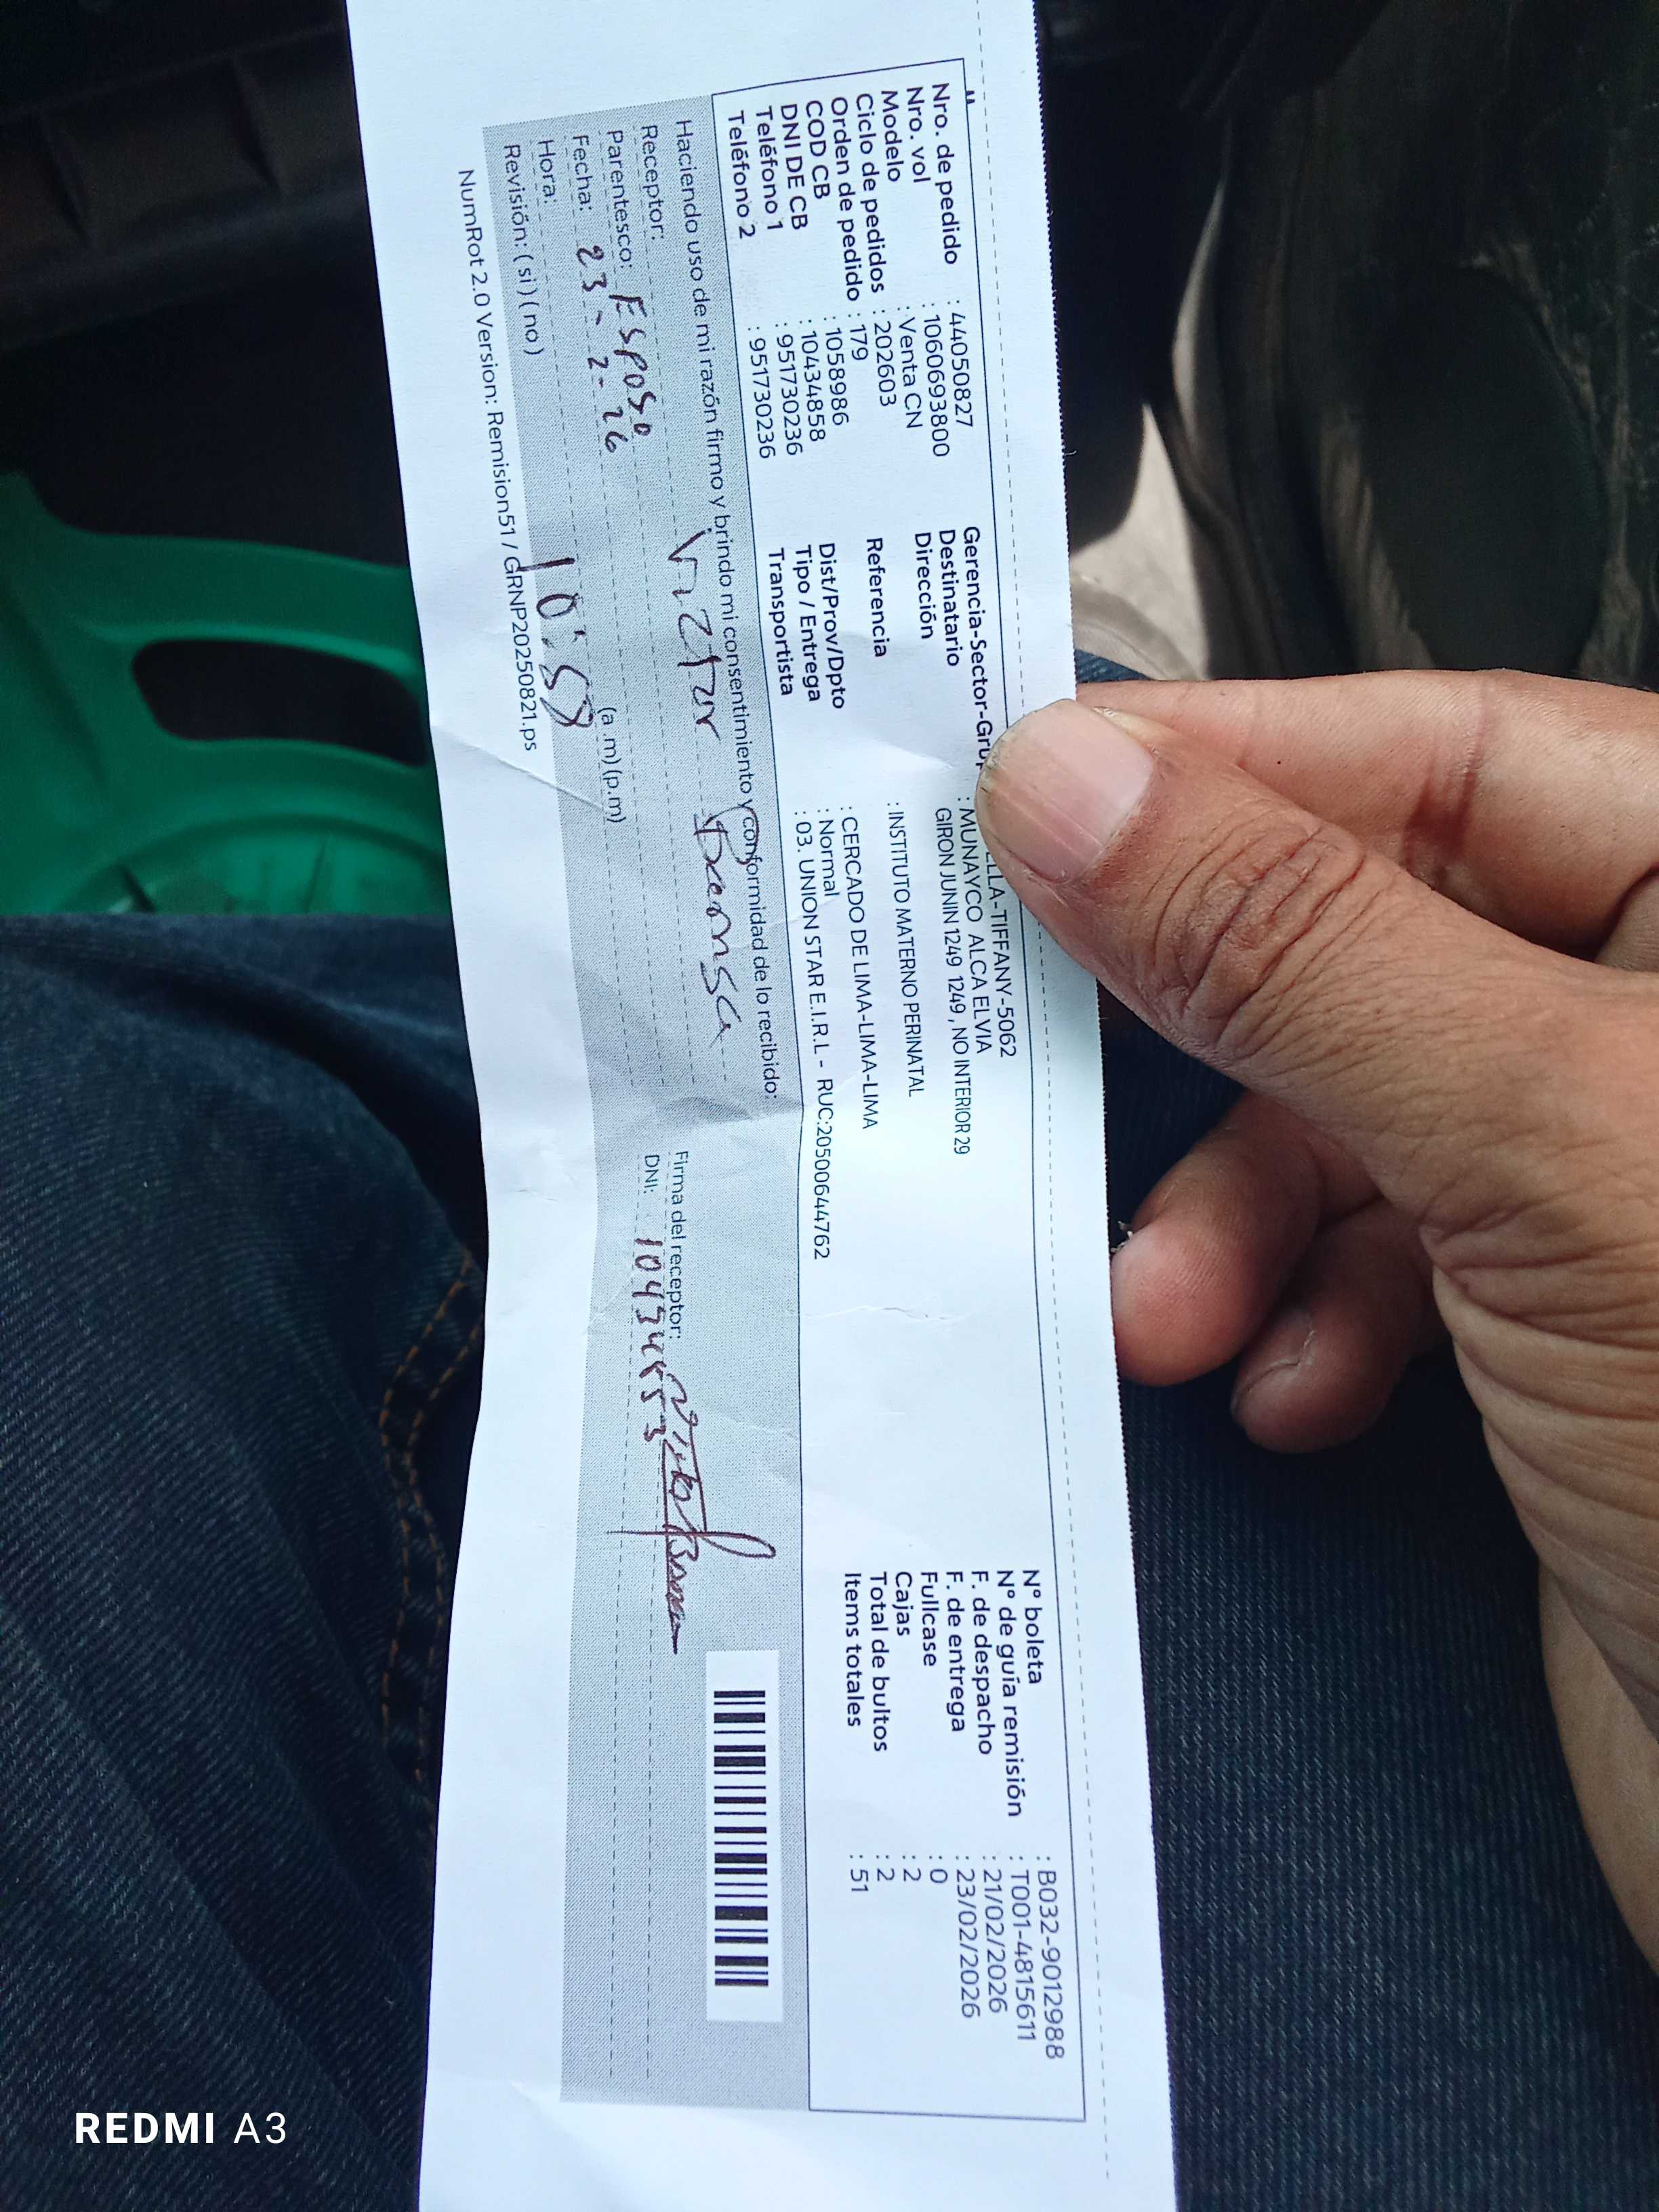 Nro. de pedido : 44050827
Nro. vol : 1060693800
Modelo : Venta CN
Ciclo de pedidos : 202603
Orden de pedido : 179
COD CB : 1058986
DNI DE CB : 10434858
Teléfono 1 : 951730236
Teléfono 2 : 951730236
Gerencia-Sector-Gru LLA-TIFFANY-5062
Destinatario : MUNAYCO ALCA ELVIA
Dirección GIRON JUNIN 1249 1249, NO INTERIOR 29
Referencia : INSTITUTO MATERNO PERINATAL
Dist/Prov/Dpto : CERCADO DE LIMA-LIMA-LIMA
Tipo / Entrega : Normal
Transportista : 03. UNION STAR E.I.R.L - RUC:20500644762
N° boleta : B032-9012988
N° de guía remisión : T001-4815611
F. de despacho : 21/02/2026
F. de entrega : 23/02/2026
Fullcase : 0
Cajas : 2
Total de bultos : 2
Items totales : 51
Haciendo uso de mi razón firmo y brindo mi consentimiento y conformidad de lo recibido:
Receptor: Victor
Parentesco: ESPOSO
Fecha: 23-2-26
Hora: 10:58 (a.m) (p.m)
Revisión: ( si ) ( no )
Firma del receptor:
DNI:
NumRot 2.0 Version: Remision51 / GRNP20250821.ps
REDMI A3